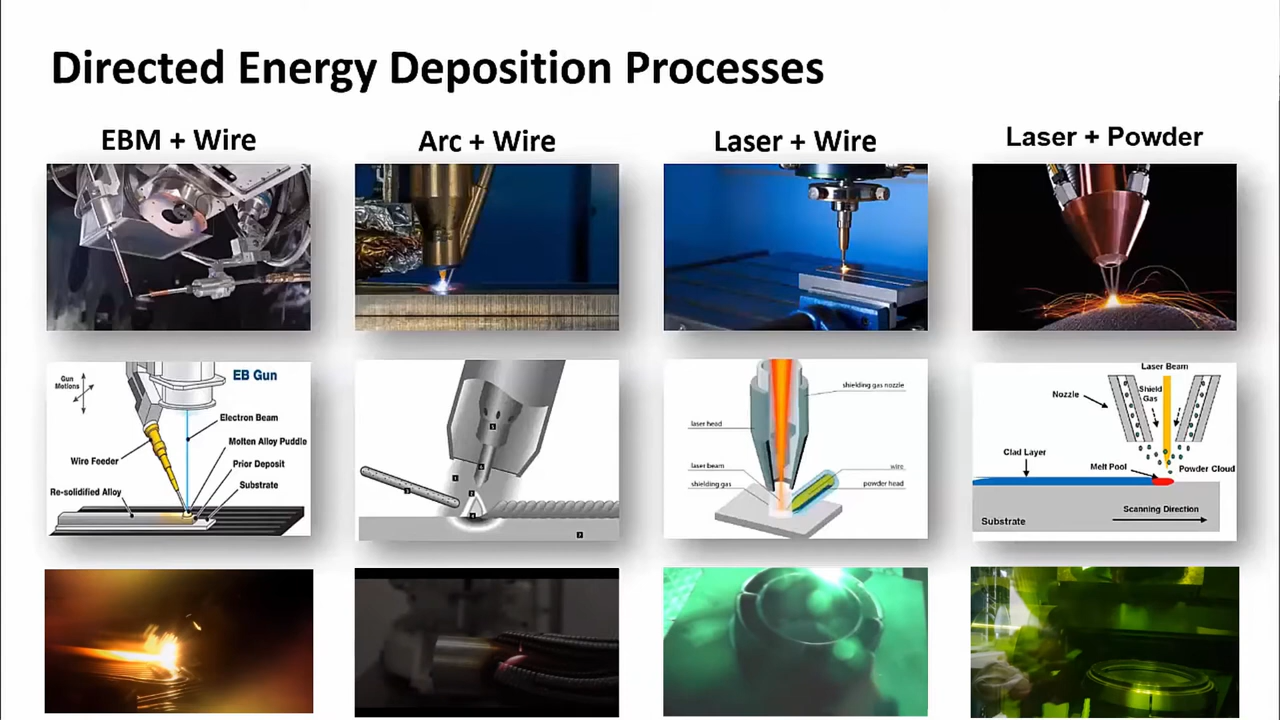 Directed Energy Deposition Processes
EBM + Wire
Arc + Wire
Laser + Wire
Laser + Powder
Gun
Motions
EB Gun
Electron Beam
Molten Alloy Puddle
Wire Feeder
Prior Deposit
Substrate
Re-solidified Alloy
shielding gas nozzle
laser head
laser beam
wire
shielding gas
powder head
Laser Beam
Nozzle
Shield
Gas
Clad Layer
Melt Pool
Powder Cloud
Scanning Direction
Substrate